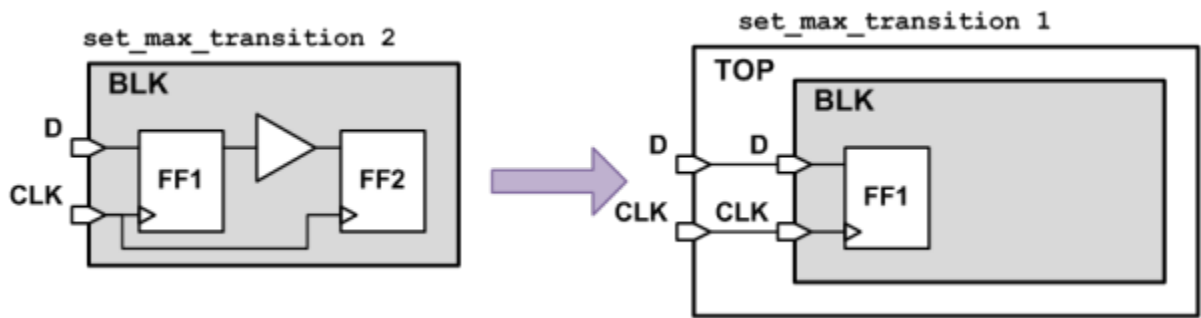 set_max_transition 2
BLK
D
FF1
FF2
CLK
set_max_transition 1
TOP
BLK
D
D
FF1
CLK
CLK